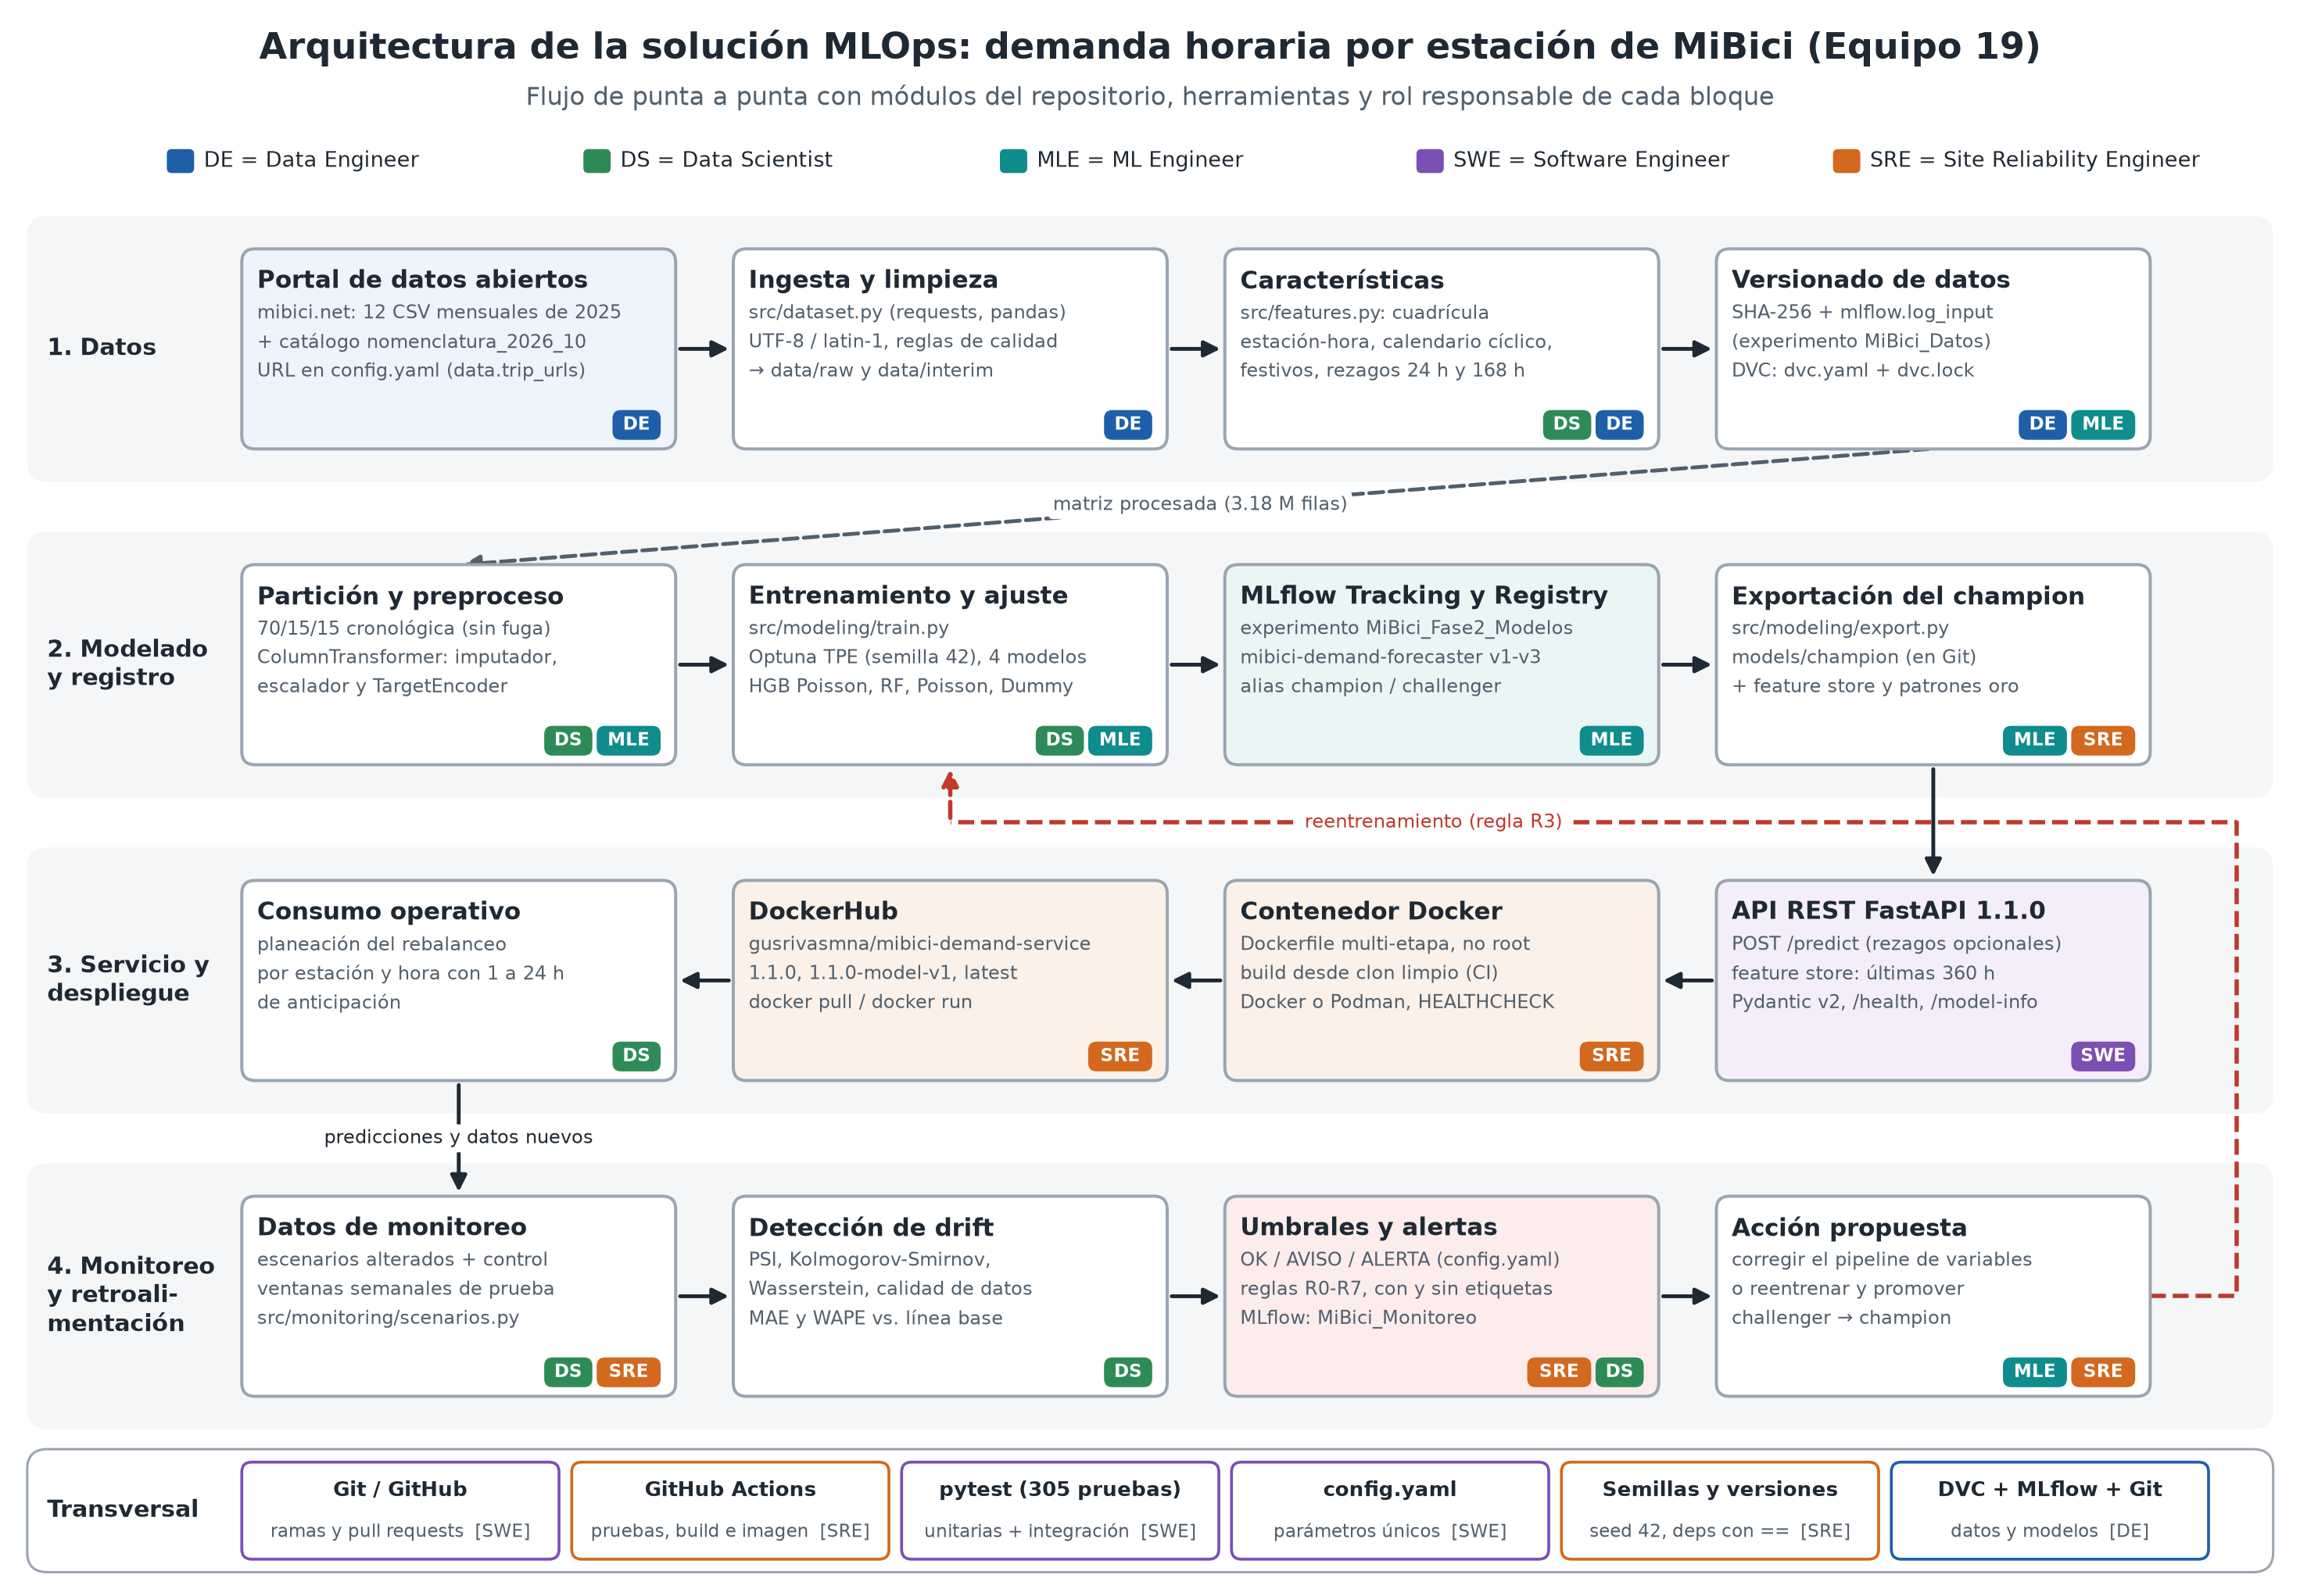 Arquitectura de la solución MLOps: demanda horaria por estación de MiBici (Equipo 19)
Flujo de punta a punta con módulos del repositorio, herramientas y rol responsable de cada bloque
DE = Data Engineer
DS = Data Scientist
MLE = ML Engineer
SWE = Software Engineer
SRE = Site Reliability Engineer
1. Datos
Portal de datos abiertos
mibici.net: 12 CSV mensuales de 2025
+ catálogo nomenclatura_2026_10
URL en config.yaml (data.trip_urls)
DE
Ingesta y limpieza
src/dataset.py (requests, pandas)
UTF-8 / latin-1, reglas de calidad
→ data/raw y data/interim
DE
Características
src/features.py: cuadrícula
estación-hora, calendario cíclico,
festivos, rezagos 24 h y 168 h
DS DE
Versionado de datos
SHA-256 + mlflow.log_input
(experimento MiBici_Datos)
DVC: dvc.yaml + dvc.lock
DE MLE
matriz procesada (3.18 M filas)
2. Modelado
y registro
Partición y preproceso
70/15/15 cronológica (sin fuga)
ColumnTransformer: imputador,
escalador y TargetEncoder
DS MLE
Entrenamiento y ajuste
src/modeling/train.py
Optuna TPE (semilla 42), 4 modelos
HGB Poisson, RF, Poisson, Dummy
DS MLE
MLflow Tracking y Registry
experimento MiBici_Fase2_Modelos
mibici-demand-forecaster v1-v3
alias champion / challenger
MLE
Exportación del champion
src/modeling/export.py
models/champion (en Git)
+ feature store y patrones oro
MLE SRE
reentrenamiento (regla R3)
3. Servicio y
despliegue
Consumo operativo
planeación del rebalanceo
por estación y hora con 1 a 24 h
de anticipación
DS
DockerHub
gusrivasmna/mibici-demand-service
1.1.0, 1.1.0-model-v1, latest
docker pull / docker run
SRE
Contenedor Docker
Dockerfile multi-etapa, no root
build desde clon limpio (CI)
Docker o Podman, HEALTHCHECK
SRE
API REST FastAPI 1.1.0
POST /predict (rezagos opcionales)
feature store: últimas 360 h
Pydantic v2, /health, /model-info
SWE
predicciones y datos nuevos
4. Monitoreo
y retroali-
mentación
Datos de monitoreo
escenarios alterados + control
ventanas semanales de prueba
src/monitoring/scenarios.py
DS SRE
Detección de drift
PSI, Kolmogorov-Smirnov,
Wasserstein, calidad de datos
MAE y WAPE vs. línea base
DS
Umbrales y alertas
OK / AVISO / ALERTA (config.yaml)
reglas R0-R7, con y sin etiquetas
MLflow: MiBici_Monitoreo
SRE DS
Acción propuesta
corregir el pipeline de variables
o reentrenar y promover
challenger → champion
MLE SRE
Transversal
Git / GitHub
ramas y pull requests [SWE]
GitHub Actions
pruebas, build e imagen [SRE]
pytest (305 pruebas)
unitarias + integración [SWE]
config.yaml
parámetros únicos [SWE]
Semillas y versiones
seed 42, deps con == [SRE]
DVC + MLflow + Git
datos y modelos [DE]